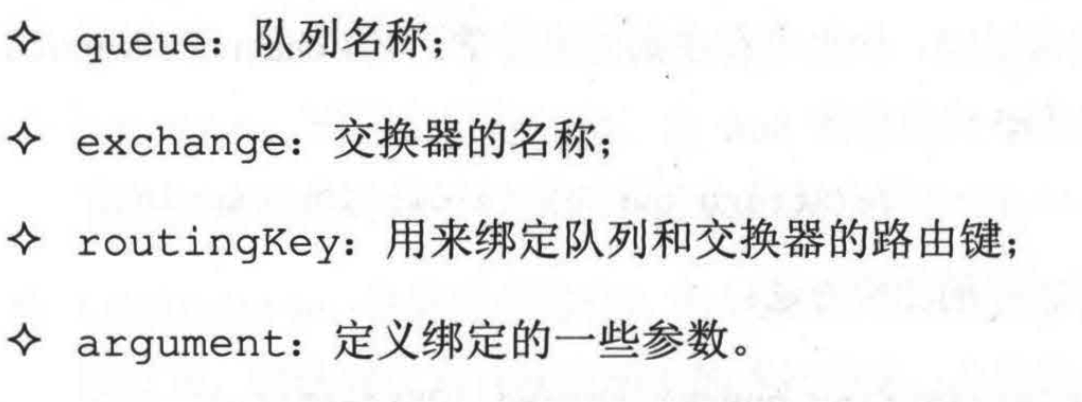 ✧ queue：队列名称；
✧ exchange：交换器的名称；
✧ routingKey：用来绑定队列和交换器的路由键；
✧ argument：定义绑定的一些参数。